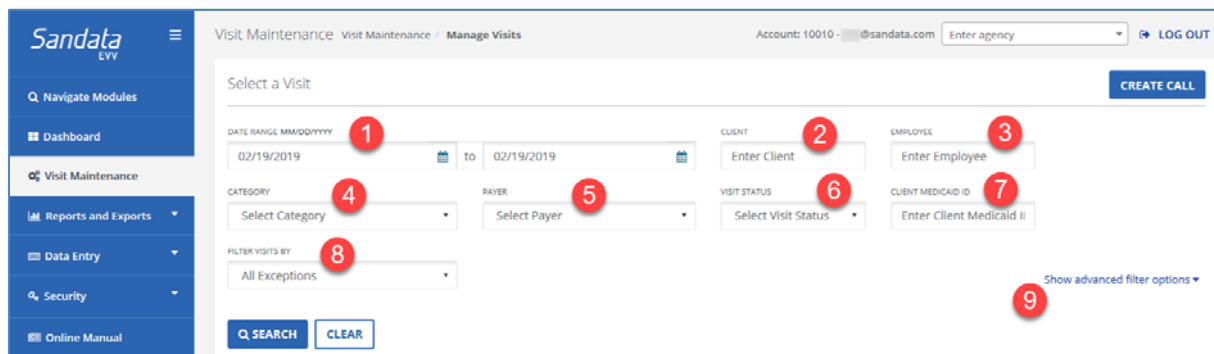 Sandata
EVV
Visit Maintenance Visit Maintenance / Manage Visits
Account: 10010 - @sandata.com
Enter agency
LOG OUT
Navigate Modules
Dashboard
Visit Maintenance
Reports and Exports
Data Entry
Security
Online Manual
Select a Visit
CREATE CALL
DATE RANGE MM/DD/YYYY 1
CLIENT 2
EMPLOYEE 3
02/19/2019 to 02/19/2019
Enter Client
Enter Employee
CATEGORY 4
PAYER 5
VISIT STATUS 6
CLIENT MEDICAID ID 7
Select Category
Select Payer
Select Visit Status
Enter Client Medicaid I
FILTER VISITS BY 8
All Exceptions
Show advanced filter options
9
SEARCH
CLEAR